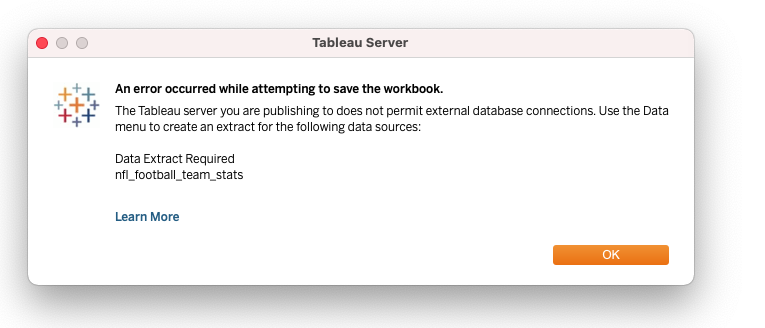 Tableau Server
An error occurred while attempting to save the workbook.
The Tableau server you are publishing to does not permit external database connections. Use the Data
menu to create an extract for the following data sources:
Data Extract Required
nfl_football_team_stats
Learn More
OK